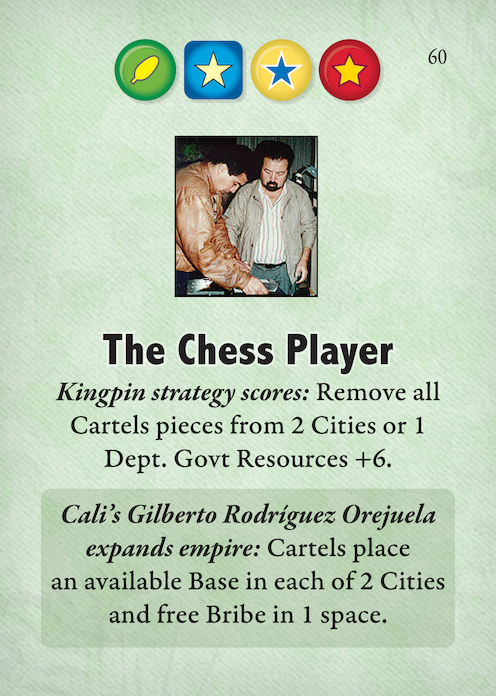 60
The Chess Player
Kingpin strategy scores: Remove all
Cartels pieces from 2 Cities or 1
Dept. Govt Resources +6.
Cali’s Gilberto Rodríguez Orejuela
expands empire: Cartels place
an available Base in each of 2 Cities
and free Bribe in 1 space.